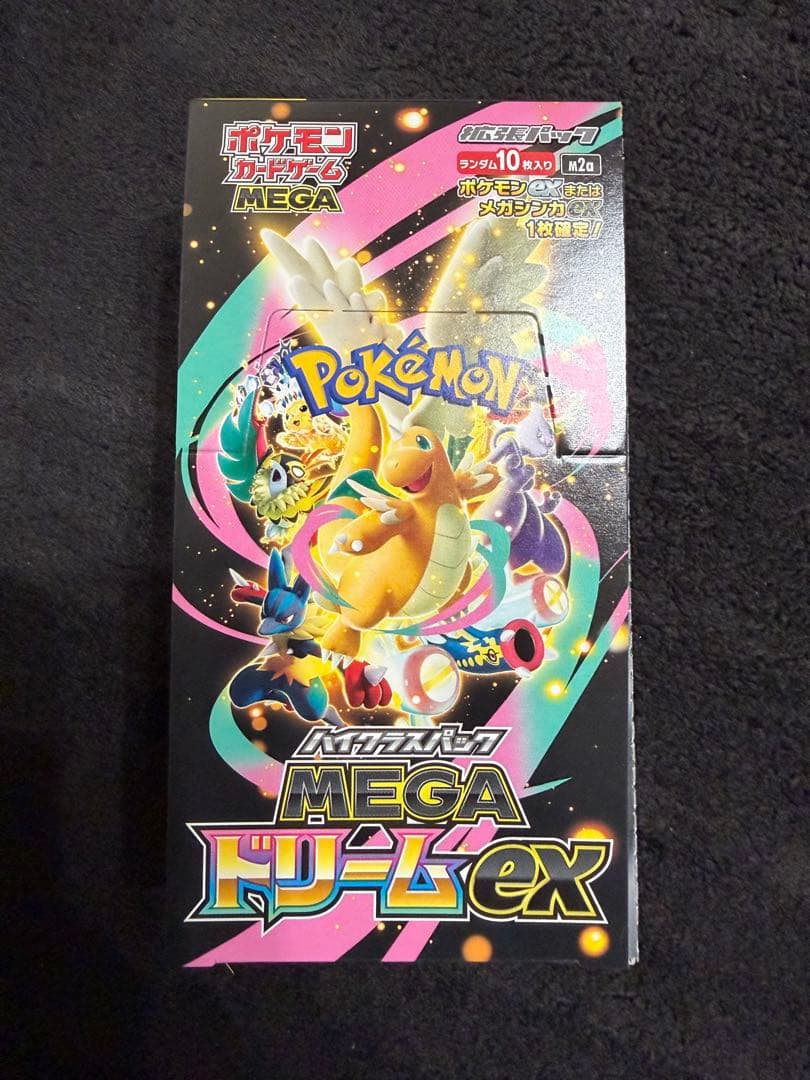 ポケモン
カードゲーム
MEGA
拡張パック
ランダム10枚入り
M2a
ポケモンexまたは
メガシンカex
1枚確定!
POKéMON
ハイクラスパック
MEGA
ドリームex